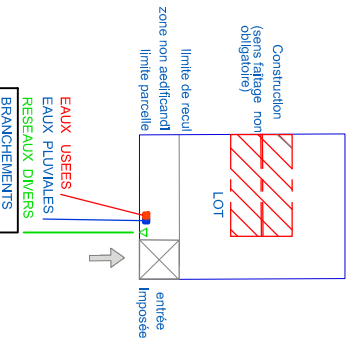 Construction
(sens faîtage non
obligatoire)
LOT
limite de recul
zone non aedificandi
limite parcelle
entrée
imposée
EAUX USEES
EAUX PLUVIALES
RESEAUX DIVERS
BRANCHEMENTS